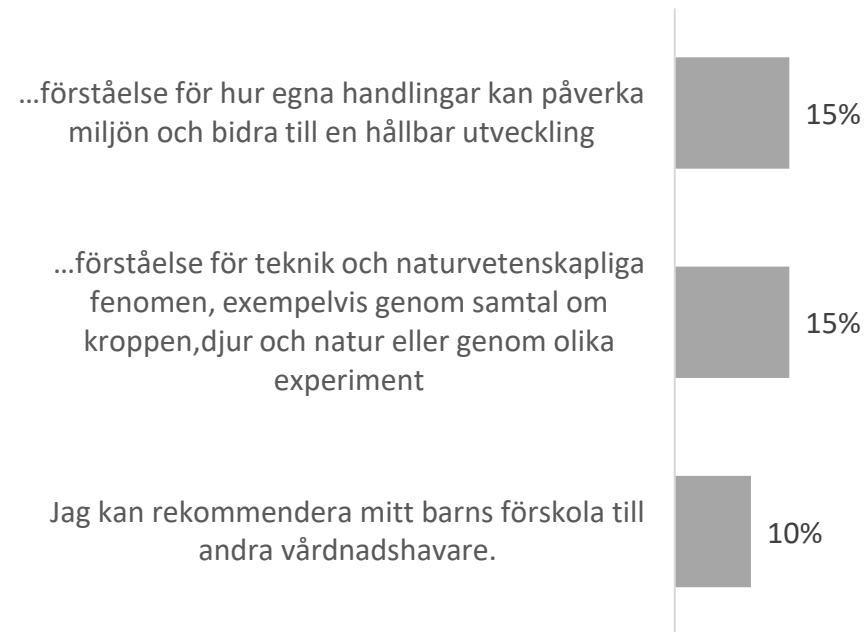 ...förståelse för hur egna handlingar kan påverka
miljön och bidra till en hållbar utveckling
15%
...förståelse för teknik och naturvetenskapliga
fenomen, exempelvis genom samtal om
kroppen,djur och natur eller genom olika
experiment
15%
Jag kan rekommendera mitt barns förskola till
andra vårdnadshavare.
10%